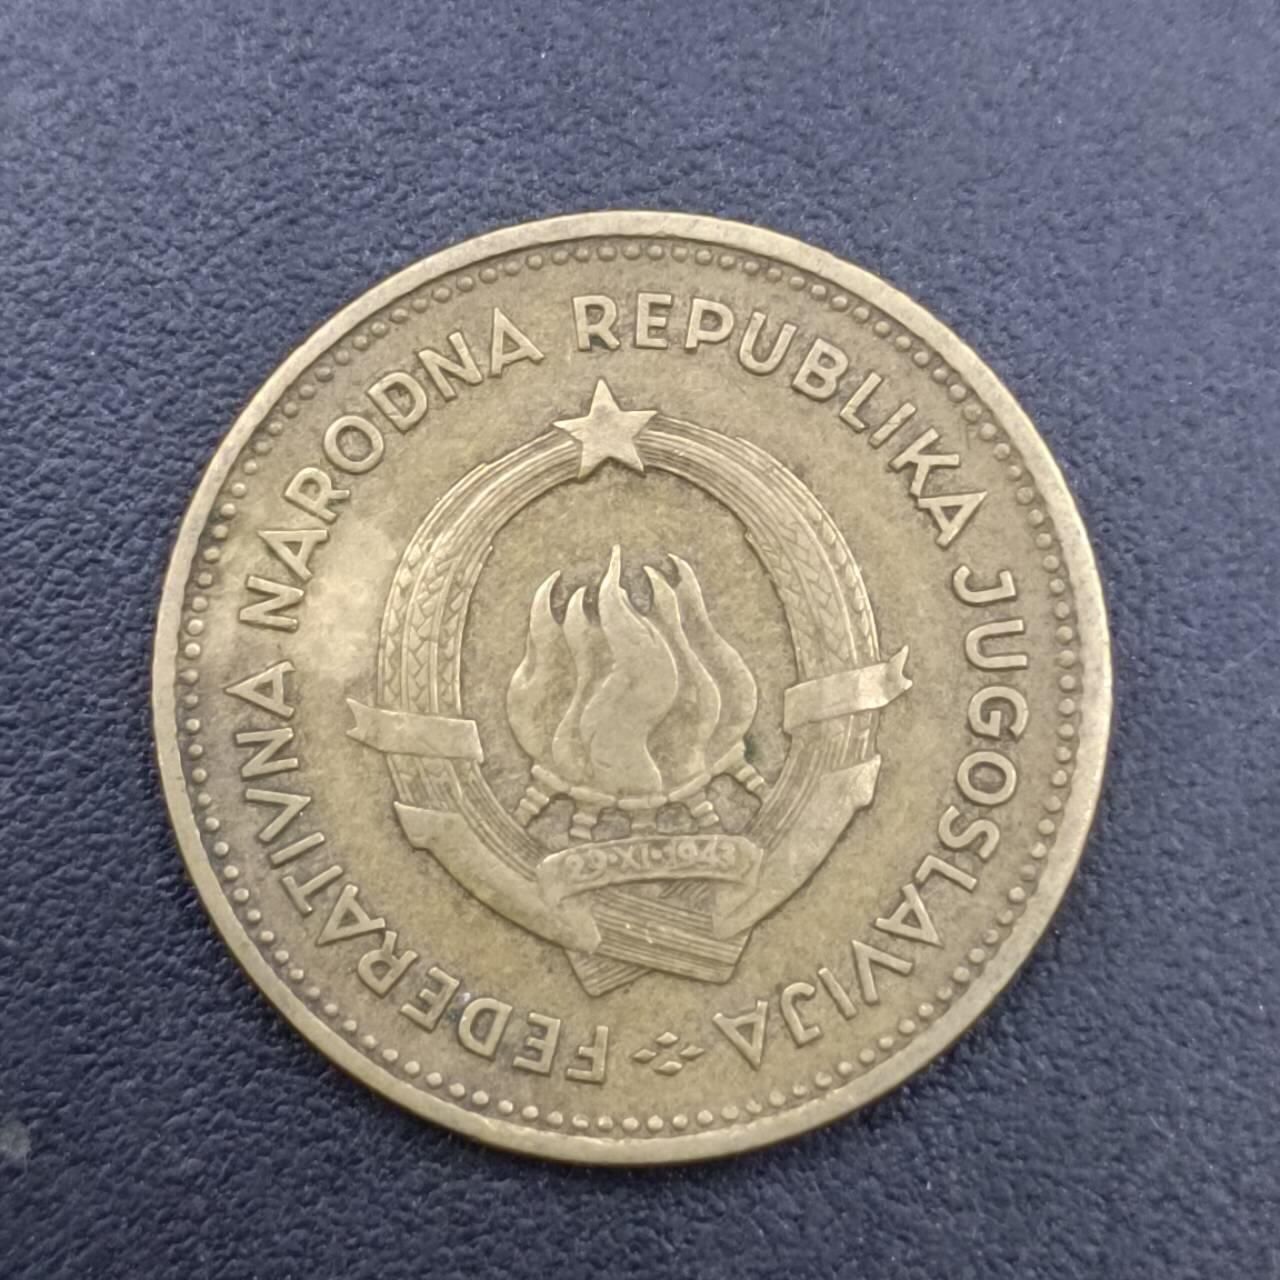 FEDERATIVNA NARODNA REPUBLIKA JUGOSLAVIJA
29·XI·1943